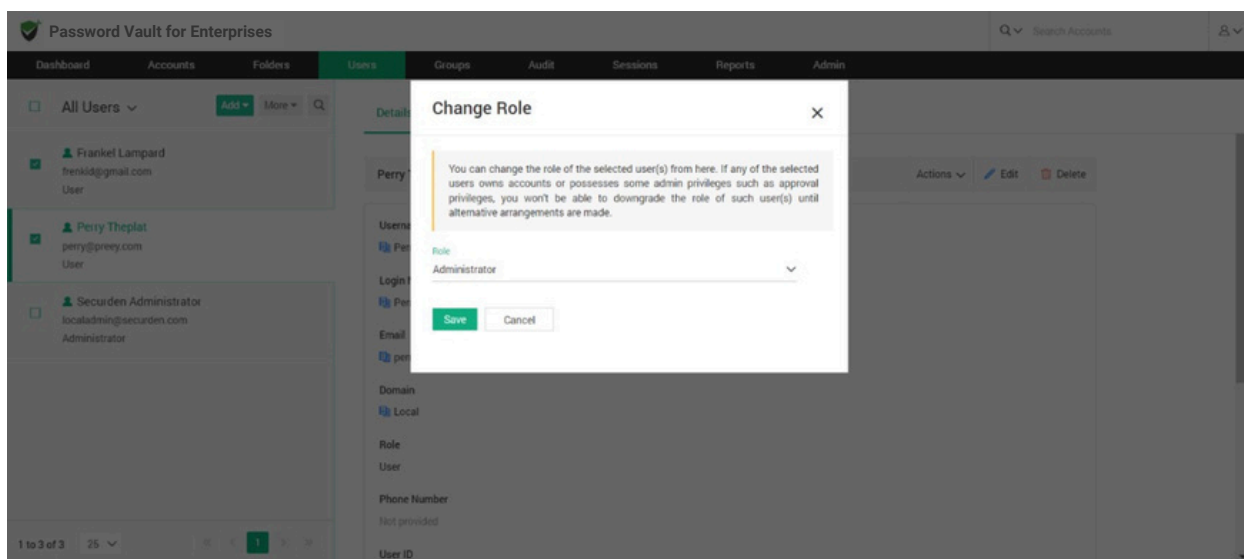 Password Vault for Enterprises
Search Accounts
Dashboard Accounts Folders Users Groups Audit Sessions Reports Admin
All Users
Add
More
Frankel Lampard
frenkid@gmail.com
User
Perry Theplat
perry@prevy.com
User
Securden Administrator
localadmin@securden.com
Administrator
1 to 3 of 3
25
1
Details
Perry
Actions
Edit
Delete
Change Role
You can change the role of the selected user(s) from here. If any of the selected
users owns accounts or possesses some admin privileges such as approval
privileges, you won't be able to downgrade the role of such user(s) until
alternative arrangements are made.
Role
Administrator
Save
Cancel
Userna
Per
Login
Per
Email
per
Domain
Local
Role
User
Phone Number
Not provided
User ID